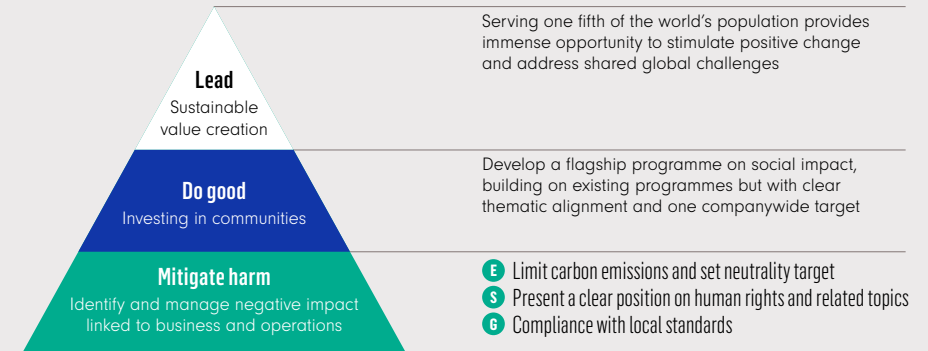 Lead
Sustainable
value creation
Serving one fifth of the world's population provides
immense opportunity to stimulate positive change
and address shared global challenges
Do good
Investing in communities
Develop a flagship programme on social impact,
building on existing programmes but with clear
thematic alignment and one companywide target
Mitigate harm
Identify and manage negative impact
linked to business and operations
E Limit carbon emissions and set neutrality target
S Present a clear position on human rights and related topics
G Compliance with local standards